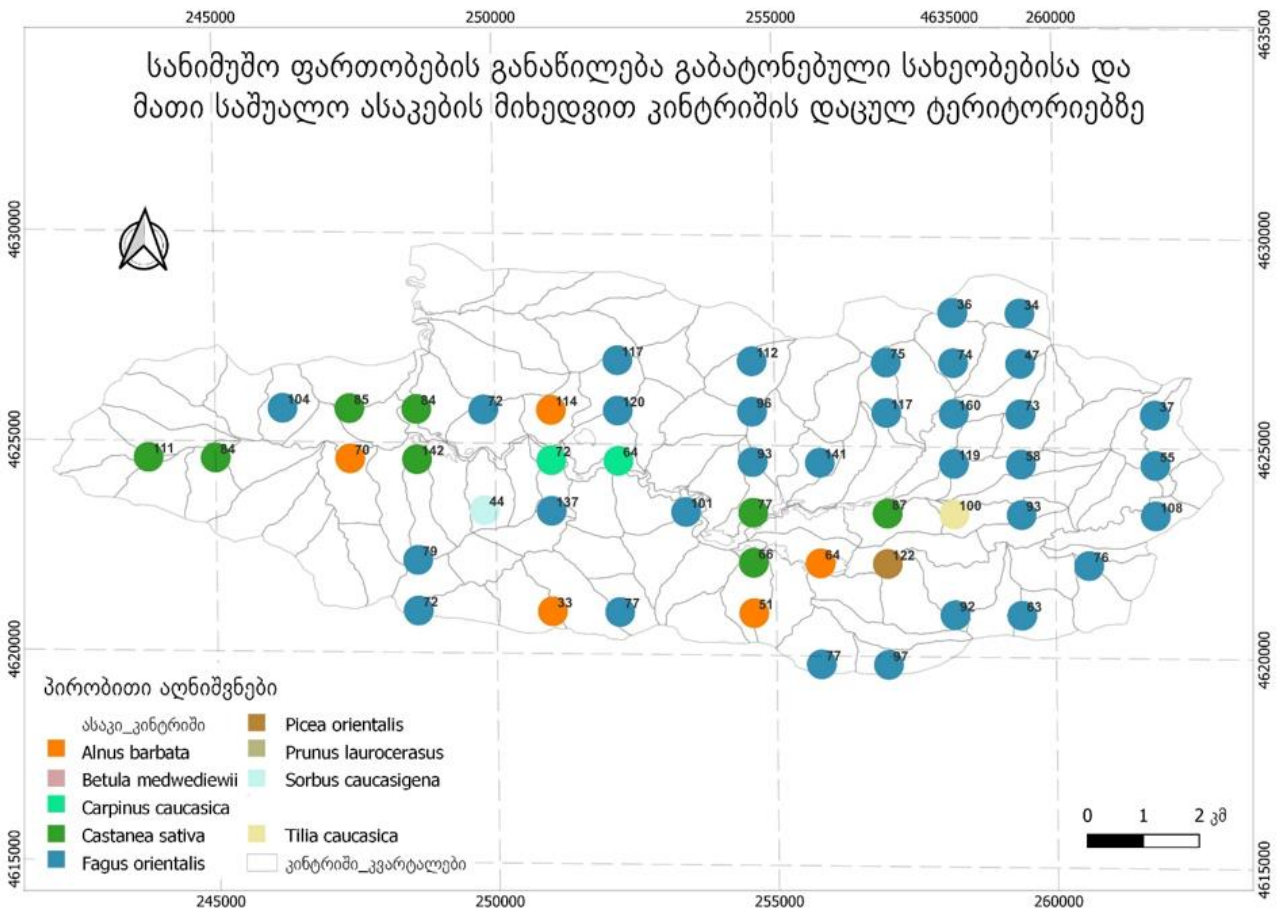 245000 250000 255000 4635000 260000
4635000
სანიმუშო ფართობების განაწილება გაბატონებული სახეობებისა და
მათი საშუალო ასაკების მიხედვით კინტრიშის დაცულ ტერიტორიებზე
4630000 4630000
36 34
117 112 75 74 47
104 85 84 72 114 120 96 117 160 73 37
4625000 4625000
111 84 70 142 72 64 93 141 119 58 55
44 137 101 77 87 100 93 108
79 66 64 122 76
72 33 77 51 92 63
4620000 4620000
77 97
პირობითი აღნიშვნები
ასაკი_კინტრიში
Alnus barbata
Betula medwediewii
Carpinus caucasica
Castanea sativa
Fagus orientalis
Picea orientalis
Prunus laurocerasus
Sorbus caucasigena
Tilia caucasica
კინტრიში_კვარტალები
0 1 2 კმ
4615000 4615000
245000 250000 255000 260000